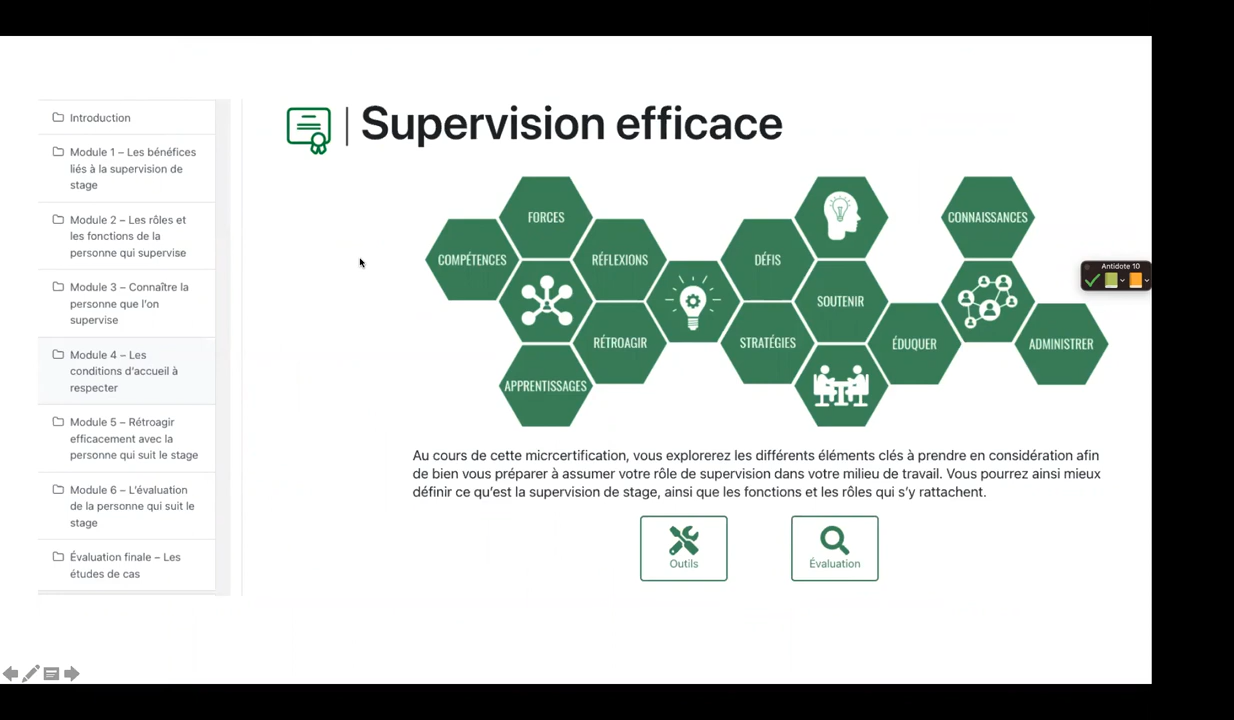 Introduction
Module 1 – Les bénéfices
liés à la supervision de
stage
Module 2 – Les rôles et
les fonctions de la
personne qui supervise
Module 3 – Connaître la
personne que l'on
supervise
Module 4 – Les
conditions d'accueil à
respecter
Module 5 – Rétroagir
efficacement avec la
personne qui suit le stage
Module 6 – L'évaluation
de la personne qui suit le
stage
Évaluation finale – Les
études de cas
Supervision efficace
FORCES
CONNAISSANCES
COMPÉTENCES
RÉFLEXIONS
DÉFIS
SOUTENIR
RÉTROAGIR
STRATÉGIES
ÉDUQUER
ADMINISTRER
APPRENTISSAGES
Au cours de cette micrcertification, vous explorerez les différents éléments clés à prendre en considération afin
de bien vous préparer à assumer votre rôle de supervision dans votre milieu de travail. Vous pourrez ainsi mieux
définir ce qu'est la supervision de stage, ainsi que les fonctions et les rôles qui s'y rattachent.
Outils
Évaluation
Antidote 10